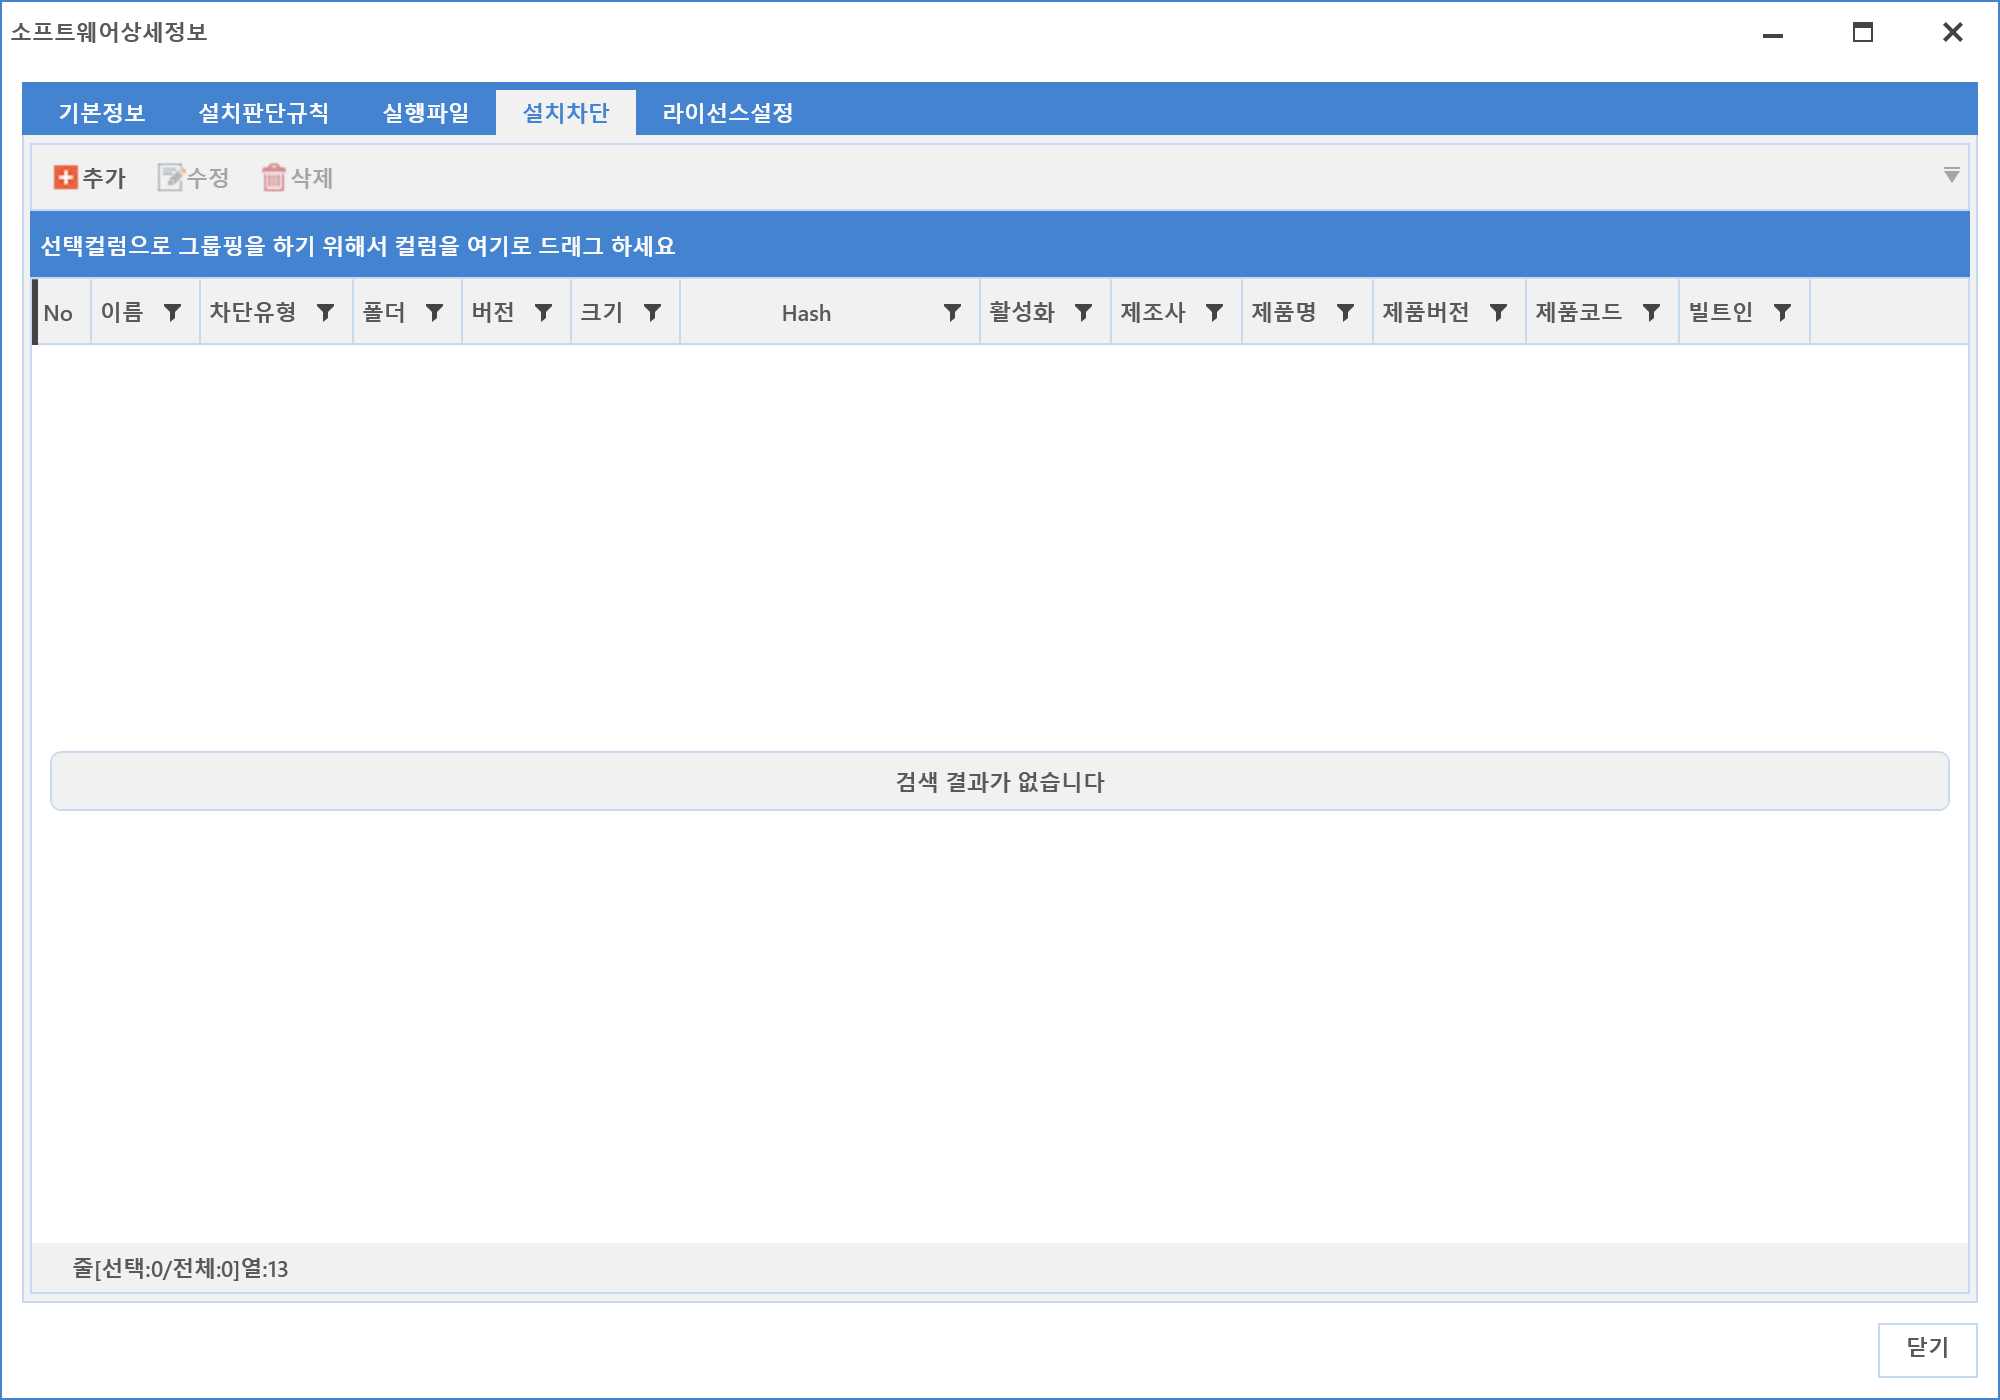 소프트웨어상세정보
기본정보 설치판단규칙 실행파일 설치차단 라이선스설정
추가 수정 삭제
선택컬럼으로 그룹핑을 하기 위해서 컬럼을 여기로 드래그 하세요
No 이름 차단유형 폴더 버전 크기 Hash 활성화 제조사 제품명 제품버전 제품코드 빌트인
검색 결과가 없습니다
줄[선택:0/전체:0]열:13
닫기